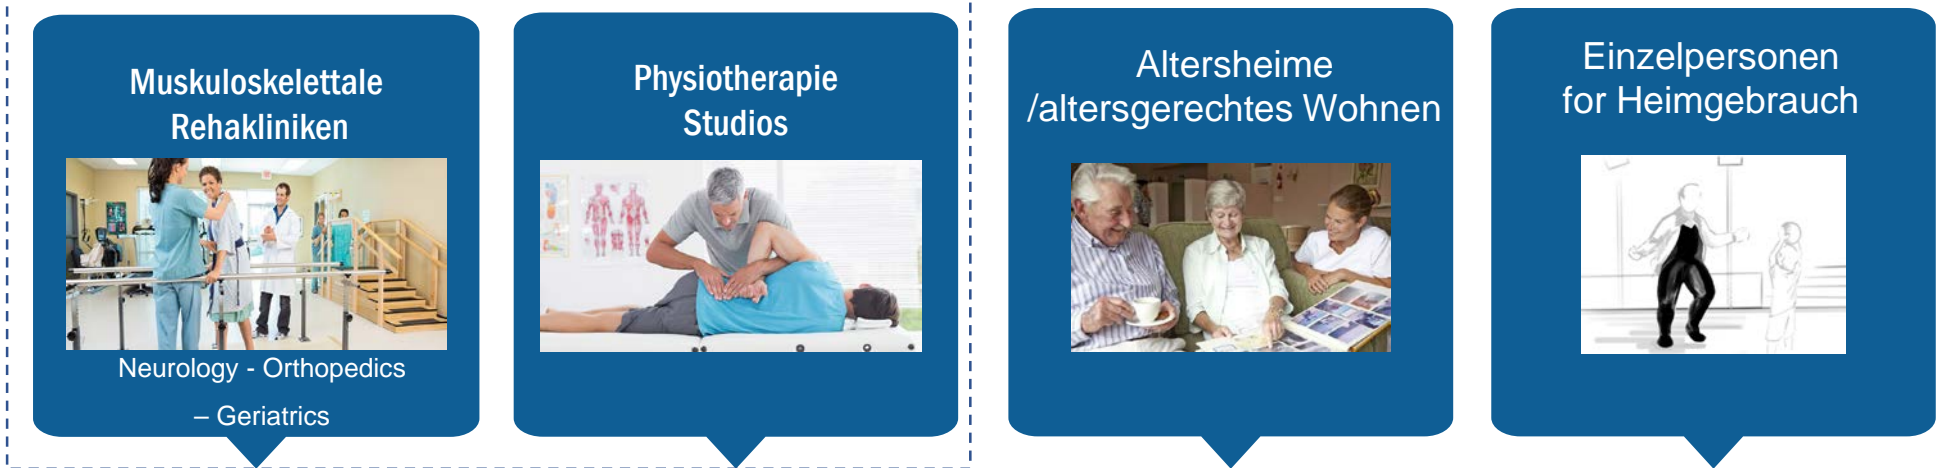 Muskuloskelettale
Rehakliniken
Neurology - Orthopedics
– Geriatrics
Physiotherapie
Studios
Altersheime
/altersgerechtes Wohnen
Einzelpersonen
for Heimgebrauch